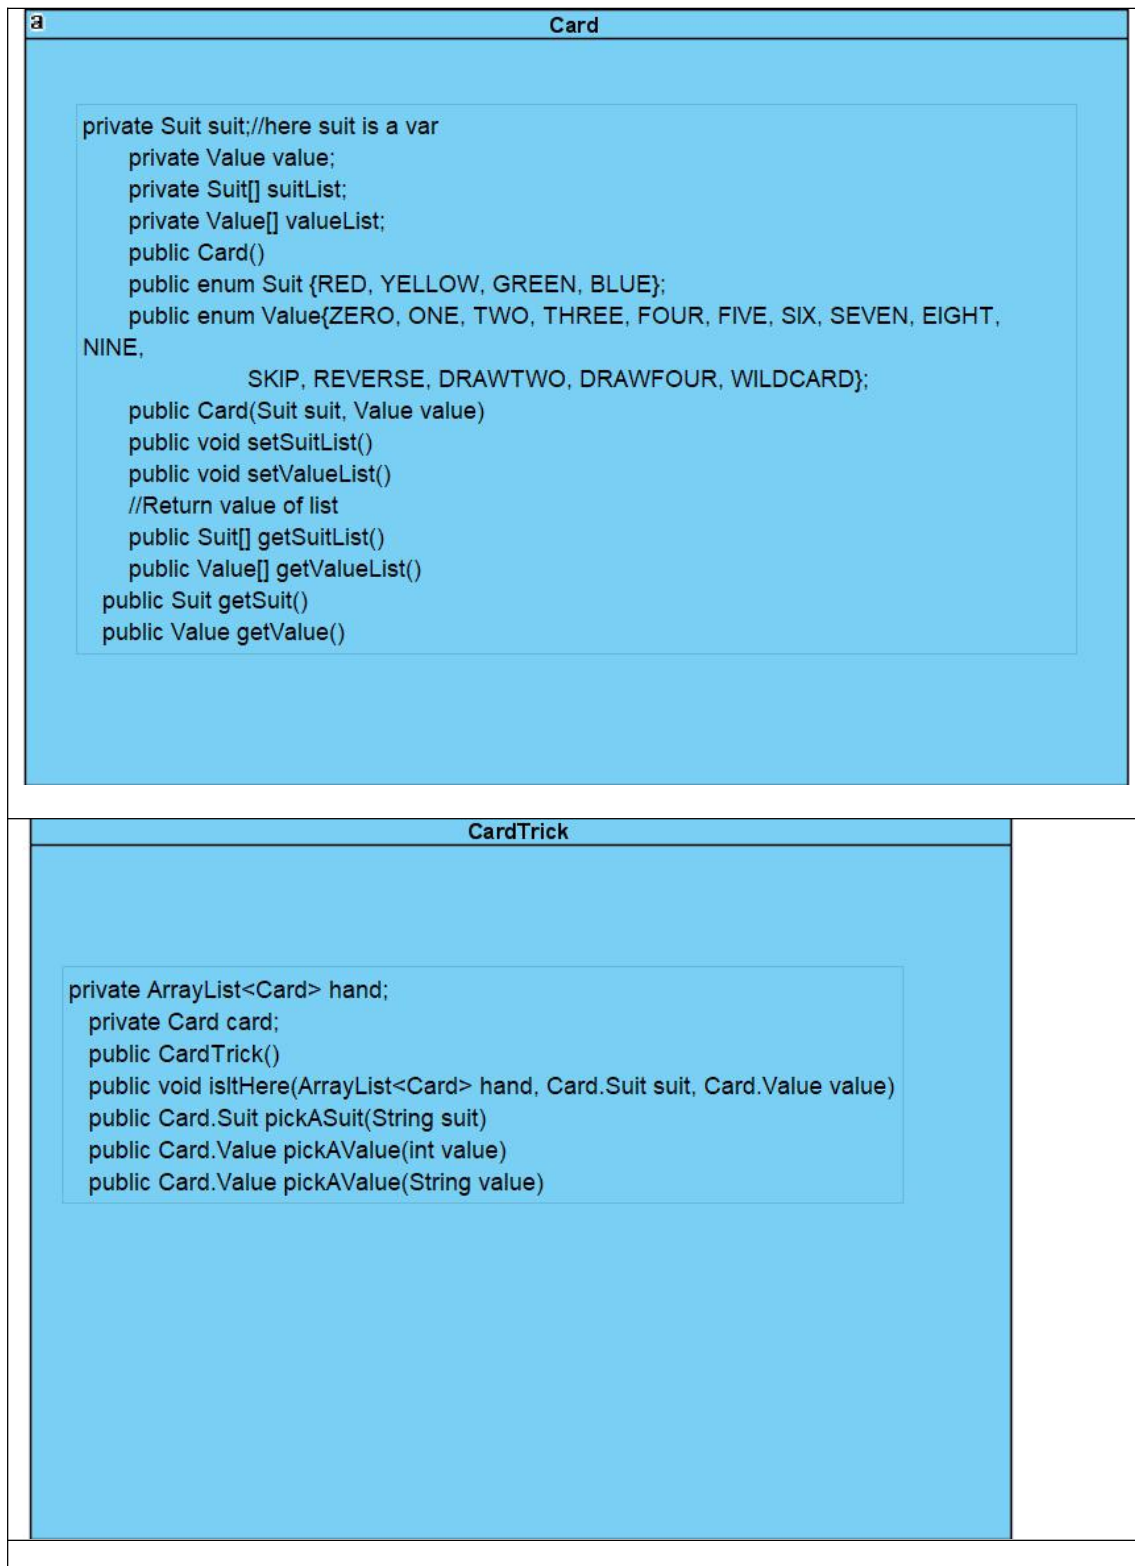 a
Card
private Suit suit;//here suit is a var
private Value value;
private Suit[] suitList;
private Value[] valueList;
public Card()
public enum Suit {RED, YELLOW, GREEN, BLUE};
public enum Value{ZERO, ONE, TWO, THREE, FOUR, FIVE, SIX, SEVEN, EIGHT,
NINE,
SKIP, REVERSE, DRAWTWO, DRAWFOUR, WILDCARD};
public Card(Suit suit, Value value)
public void setSuitList()
public void setValueList()
//Return value of list
public Suit[] getSuitList()
public Value[] getValueList()
public Suit getSuit()
public Value getValue()
CardTrick
private ArrayList<Card> hand;
private Card card;
public CardTrick()
public void isItHere(ArrayList<Card> hand, Card.Suit suit, Card.Value value)
public Card.Suit pickASuit(String suit)
public Card.Value pickAValue(int value)
public Card.Value pickAValue(String value)